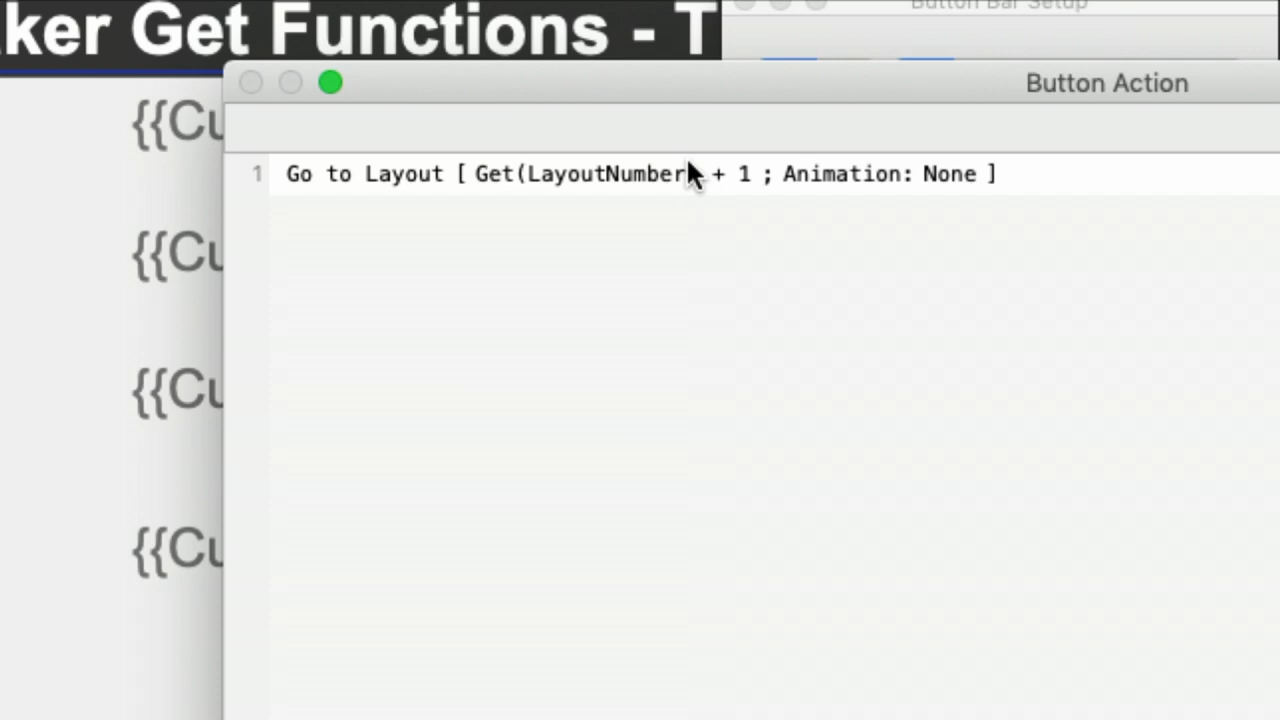 ker Get Functions - T
Button Bar Setup
Button Action
{{Cu
1 Go to Layout [ Get(LayoutNumber + 1 ; Animation: None ]
{{Cu
{{Cu
{{Cu